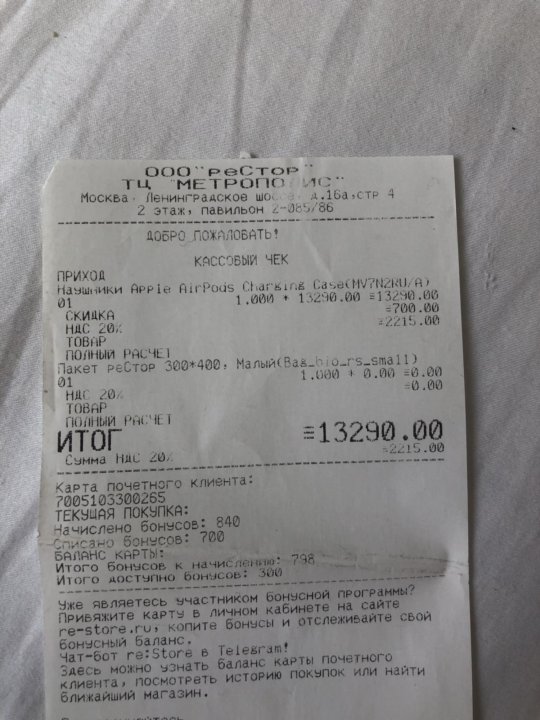 ООО "реСтор"
ТЦ "МЕТРОПОЛИС"
Москва, Ленинградское шоссе, д.16а,стр 4
2 этаж, павильон 2-085/86
ДОБРО ПОЖАЛОВАТЬ!
КАССОВЫЙ ЧЕК
ПРИХОД
Наушники Apple AirPods Charging Case(MV7N2RU/A)
01 1.000 * 13290.00 ≡13290.00
СКИДКА ≡700.00
НДС 20% ≡2215.00
ТОВАР
ПОЛНЫЙ РАСЧЕТ
Пакет реСтор 300*400, Малый(Bag_bio_rs_small)
01 1.000 * 0.00 ≡0.00
НДС 20% ≡0.00
ТОВАР
ПОЛНЫЙ РАСЧЕТ
ИТОГ ≡13290.00
Сумма НДС 20% ≡2215.00
Карта почетного клиента:
7005103300265
ТЕКУЩАЯ ПОКУПКА:
Начислено бонусов: 840
Списано бонусов: 700
БАЛАНС КАРТЫ:
Итого бонусов к начислению: 798
Итого доступно бонусов: 300
Уже являетесь участником бонусной программы?
Привяжите карту в личном кабинете на сайте
re-store.ru, копите бонусы и отслеживайте свой
бонусный баланс.
Чат-бот re:Store в Telegram!
Здесь можно узнать баланс карты почетного
клиента, посмотреть историю покупок или найти
ближайший магазин.